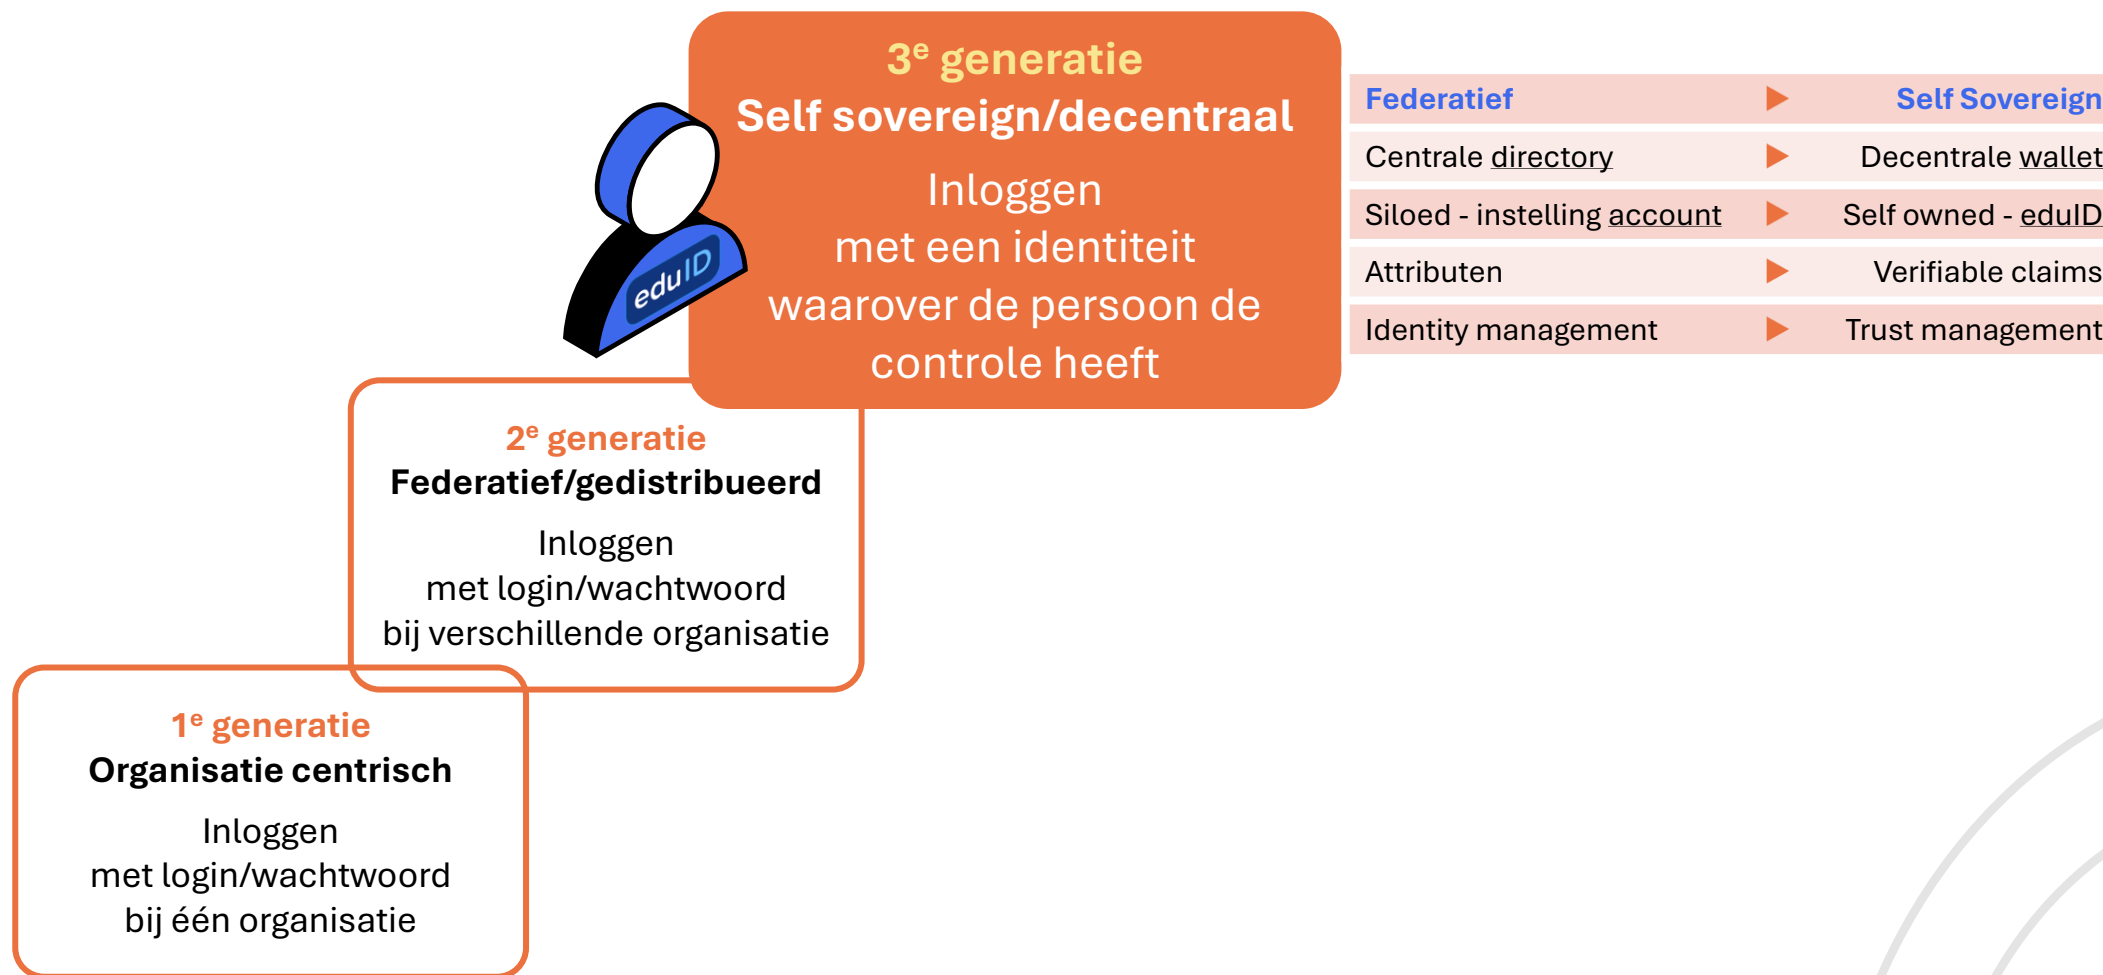 3e generatie
Self sovereign/decentraal
Inloggen
met een identiteit
waarover de persoon de
controle heeft
eduID
Federatief ▶ Self Sovereign
Centrale directory ▶ Decentrale wallet
Siloed - instelling account ▶ Self owned - eduID
Attributen ▶ Verifiable claims
Identity management ▶ Trust management
2e generatie
Federatief/gedistribueerd
Inloggen
met login/wachtwoord
bij verschillende organisatie
1e generatie
Organisatie centrisch
Inloggen
met login/wachtwoord
bij één organisatie